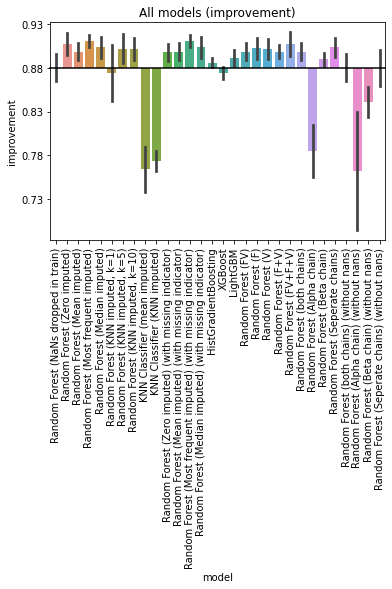 All models (improvement)
0.93
0.88
0.83
0.78
0.73
improvement
Random Forest (NaNs dropped in train)
Random Forest (Zero imputed)
Random Forest (Mean imputed)
Random Forest (Most frequent imputed)
Random Forest (Median imputed)
Random Forest (KNN imputed, k=1)
Random Forest (KNN imputed, k=5)
Random Forest (KNN imputed, k=10)
KNN Classifier (mean imputed)
KNN Classifier (KNN imputed)
Random Forest (Zero imputed) (with missing indicator)
Random Forest (Mean imputed) (with missing indicator)
Random Forest (Most frequent imputed) (with missing indicator)
Random Forest (Median imputed) (with missing indicator)
HistGradientBoosting
XGBoost
LightGBM
Random Forest (FV)
Random Forest (F)
Random Forest (V)
Random Forest (F+V)
Random Forest (FV+F+V)
Random Forest (both chains)
Random Forest (Alpha chain)
Random Forest (Beta chain)
Random Forest (Seperate chains)
Random Forest (both chains) (without nans)
Random Forest (Alpha chain) (without nans)
Random Forest (Beta chain) (without nans)
Random Forest (Seperate chains) (without nans)
model